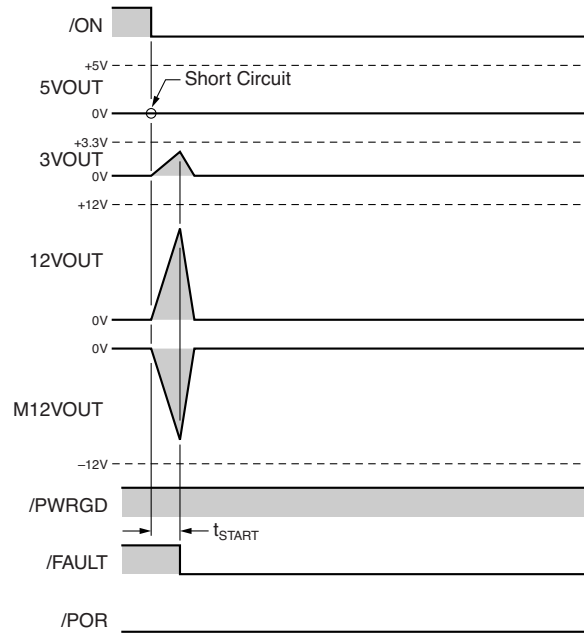 /ON
+5V
5VOUT
Short Circuit
0V
+3.3V
3VOUT
0V
+12V
12VOUT
0V
0V
M12VOUT
–12V
/PWRGD
tSTART
/FAULT
/POR